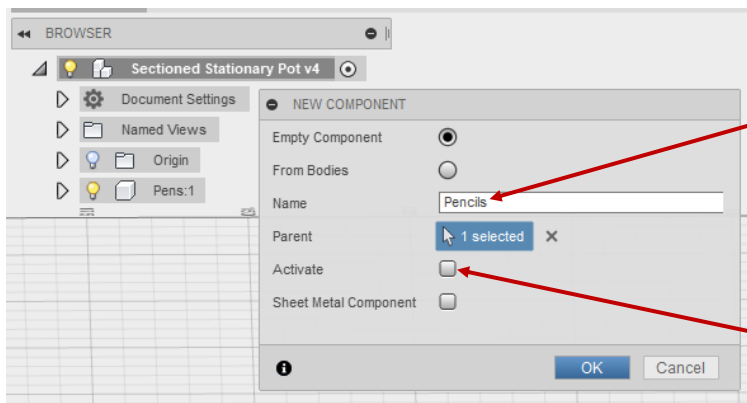 BROWSER
Sectioned Stationary Pot v4
Document Settings
Named Views
Origin
Pens:1
NEW COMPONENT
Empty Component
From Bodies
Name Pencils
Parent 1 selected
Activate
Sheet Metal Component
OK Cancel